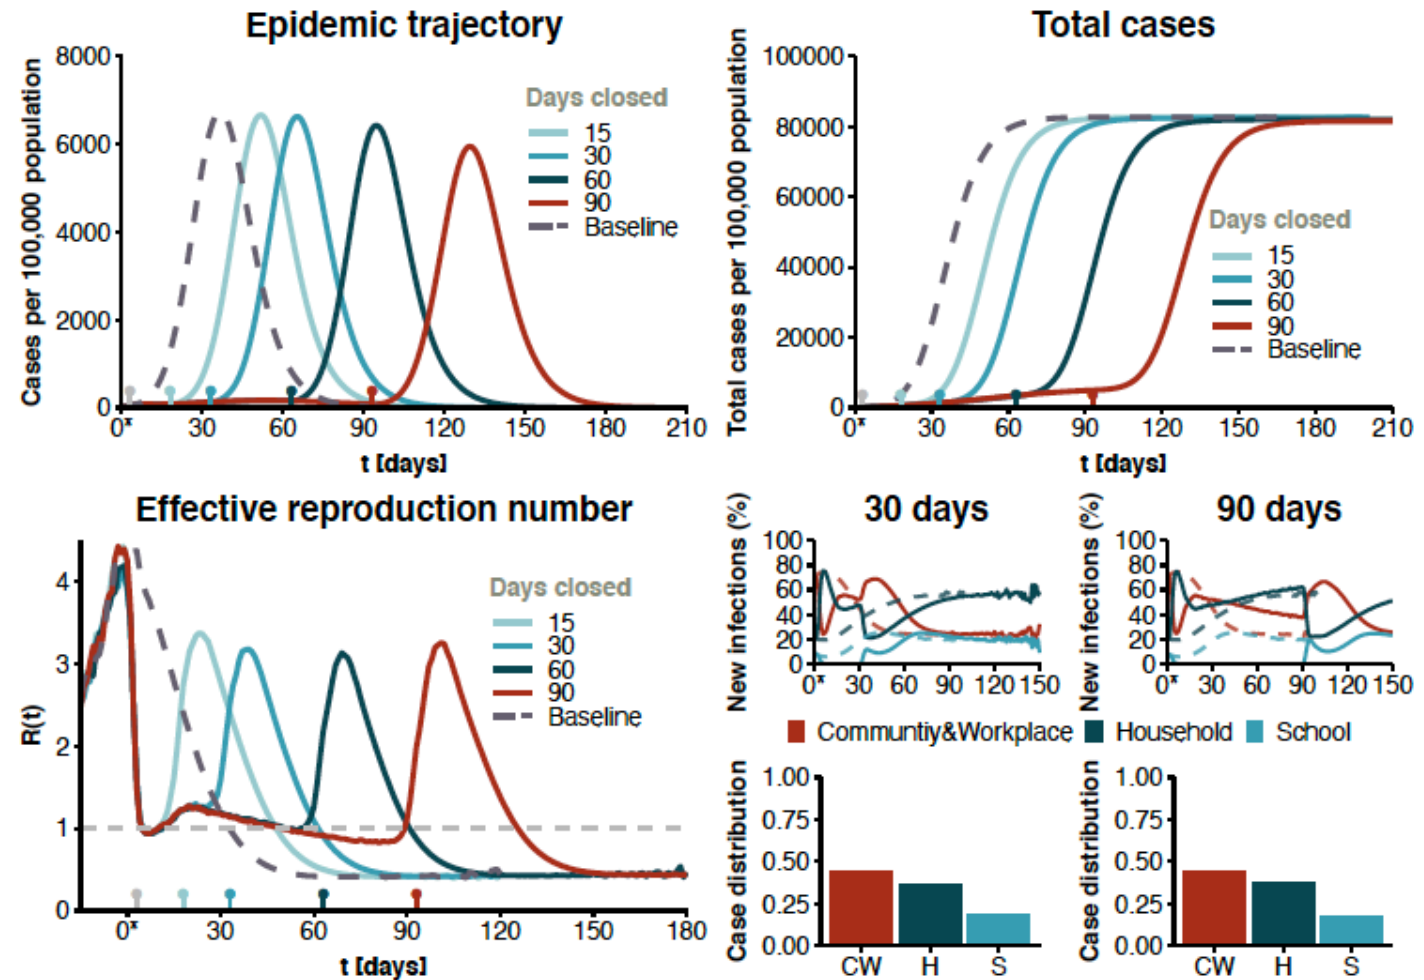 Epidemic trajectory
Cases per 100,000 population
8000
6000
4000
2000
0
Days closed
15
30
60
90
Baseline
0* 30 60 90 120 150 180 210
t [days]
Total cases
Total cases per 100,000 population
100000
80000
60000
40000
20000
0
Days closed
15
30
60
90
Baseline
0* 30 60 90 120 150 180 210
t [days]
Effective reproduction number
R(t)
4
3
2
1
0
Days closed
15
30
60
90
Baseline
0* 30 60 90 120 150 180
t [days]
30 days
New infections (%)
100
80
60
40
20
0
0* 30 60 90 120 150
90 days
New infections (%)
100
80
60
40
20
0
0* 30 60 90 120 150
Communtiy&Workplace Household School
Case distribution
1.00
0.75
0.50
0.25
0.00
CW H S
Case distribution
1.00
0.75
0.50
0.25
0.00
CW H S